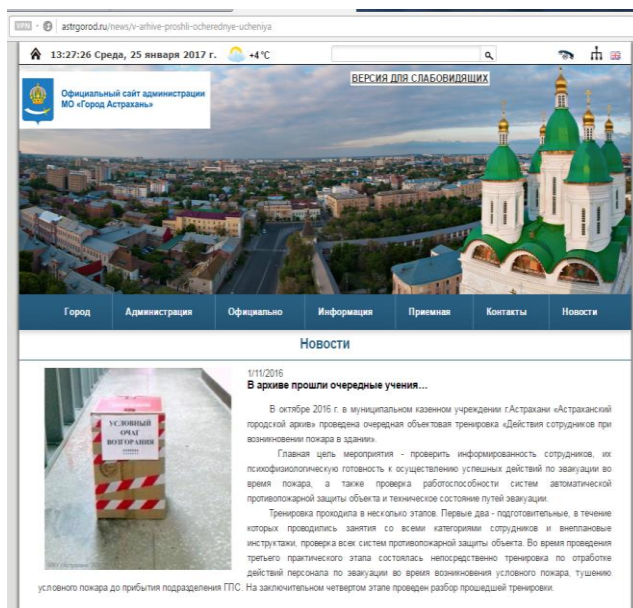 VPN
astrgorod.ru/news/v-arhive-proshli-ocherednye-ucheniya
13:27:26 Среда, 25 января 2017 г. +4 °C
ВЕРСИЯ ДЛЯ СЛАБОВИДЯЩИХ
Официальный сайт администрации
МО «Город Астрахань»
Город Администрация Официально Информация Приемная Контакты Новости
Новости
1/11/2016
В архиве прошли очередные учения…
УСЛОВНЫЙ
ОЧАГ
ВОЗГОРАНИЯ
В октябре 2016 г. в муниципальном казенном учреждении г.Астрахани «Астраханский
городской архив» проведена очередная объектовая тренировка «Действия сотрудников при
возникновении пожара в здании».
Главная цель мероприятия - проверить информированность сотрудников, их
психофизиологическую готовность к осуществлению успешных действий по эвакуации во
время пожара, а также проверка работоспособности систем автоматической
противопожарной защиты объекта и техническое состояние путей эвакуации.
Тренировка проходила в несколько этапов. Первые два - подготовительные, в течение
которых проводились занятия со всеми категориями сотрудников и внеплановые
инструктажи, проверка всех систем противопожарной защиты объекта. Во время проведения
третьего практического этапа состоялась непосредственно тренировка по отработке
действий персонала по эвакуации во время возникновения условного пожара, тушению
условного пожара до прибытия подразделения ГПС. На заключительном четвертом этапе проведен разбор прошедшей тренировки.